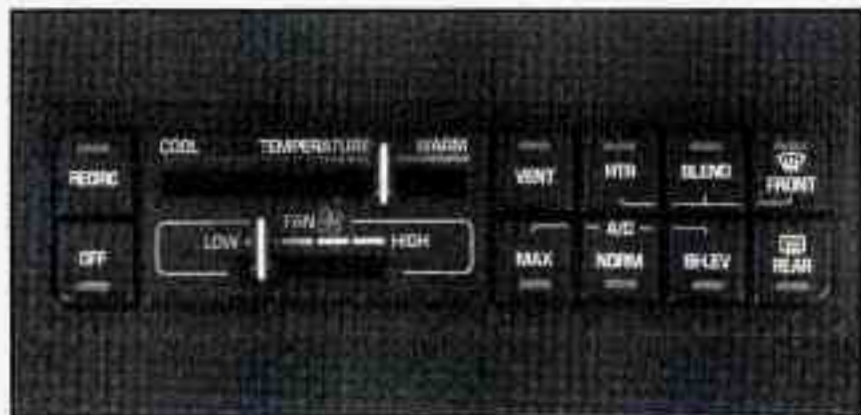 COOL TEMPERATURE WARM
RECIRC
VENT HTR BLEND FRONT
FAN
LOW HIGH
OFF
A/C
MAX NORM BI-LEV REAR